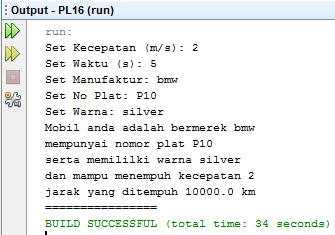 Output - PL16 (run)
run:
Set Kecepatan (m/s): 2
Set Waktu (s): 5
Set Manufaktur: bmw
Set No Plat: P10
Set Warna: silver
Mobil anda adalah bermerek bmw
mempunyai nomor plat P10
serta memililki warna silver
dan mampu menempuh kecepatan 2
jarak yang ditempuh 10000.0 km
================
BUILD SUCCESSFUL (total time: 34 seconds)